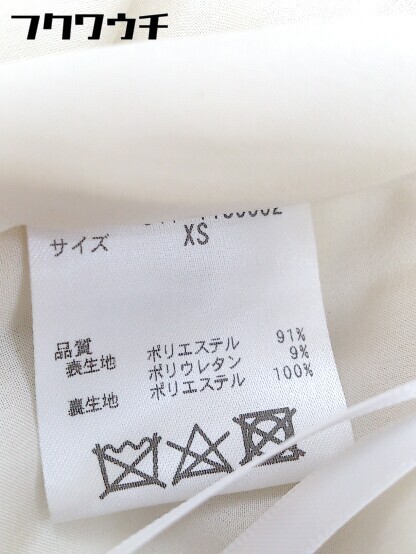 フクワウチ
サイズ XS
品質
表生地 ポリエステル 91%
ポリウレタン 9%
裏生地 ポリエステル 100%